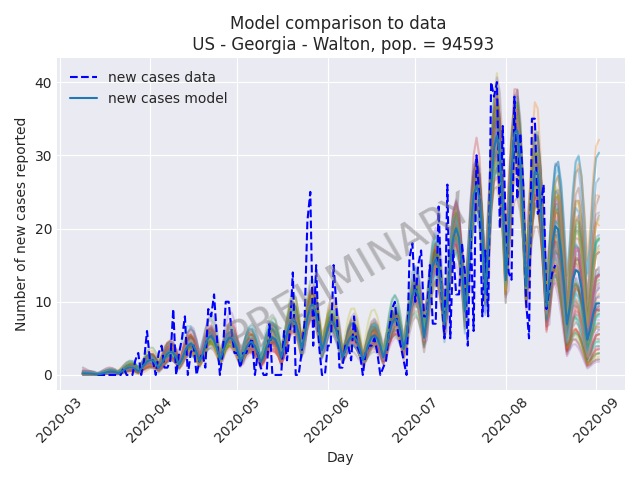 Model comparison to data
US - Georgia - Walton, pop. = 94593
new cases data
new cases model
PRELIMINARY
Number of new cases reported
40
30
20
10
0
2020-03
2020-04
2020-05
2020-06
2020-07
2020-08
2020-09
Day